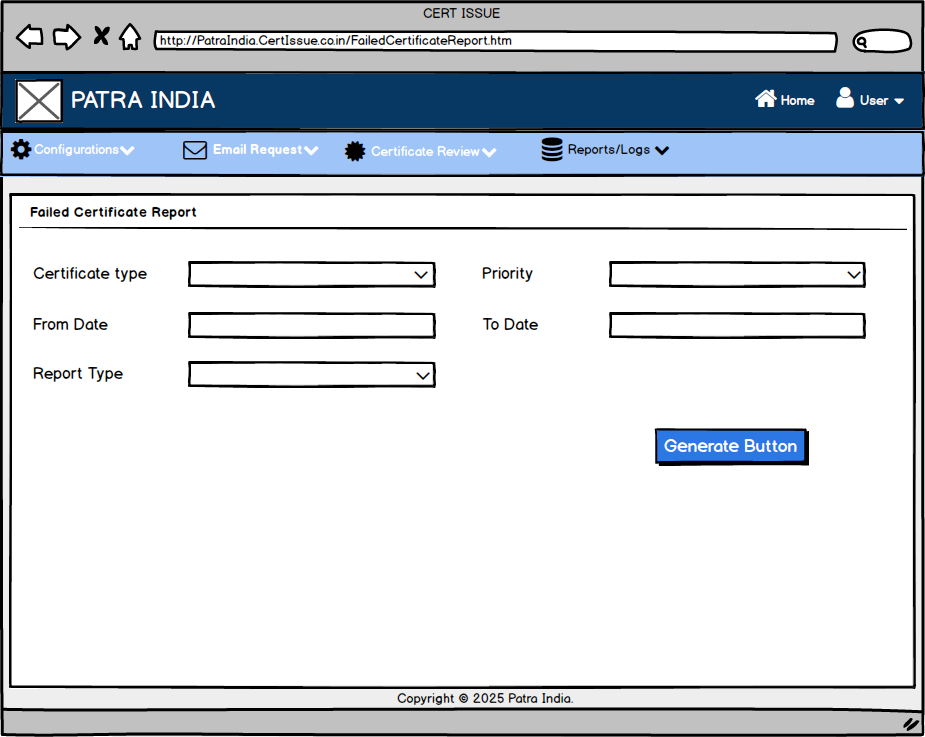 CERT ISSUE
http://PatraIndia.CertIssue.co.in/FailedCertificateReport.htm
PATRA INDIA
Home
User
Configurations
Email Request
Certificate Review
Reports/Logs
Failed Certificate Report
Certificate type
Priority
From Date
To Date
Report Type
Generate Button
Copyright © 2025 Patra India.